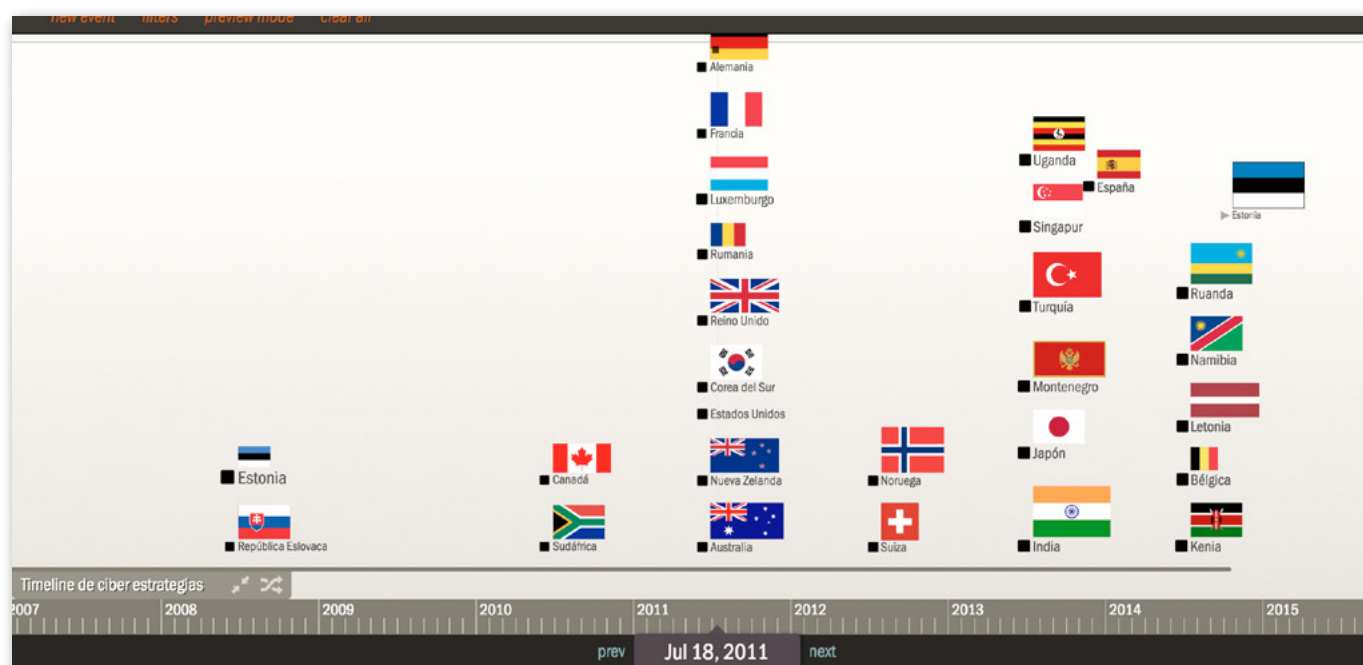 new event filters preview mode clear all
Alemania
Francia
Luxemburgo
Rumania
Reino Unido
Corea del Sur
Estados Unidos
Nueva Zelanda
Australia
Estonia
República Eslovaca
Canadá
Sudáfrica
Noruega
Suiza
Uganda
España
Singapur
Turquía
Montenegro
Japón
India
Estonia
Ruanda
Namibia
Letonia
Bélgica
Kenia
Timeline de ciber estrategias
2007 2008 2009 2010 2011 2012 2013 2014 2015
prev Jul 18, 2011 next